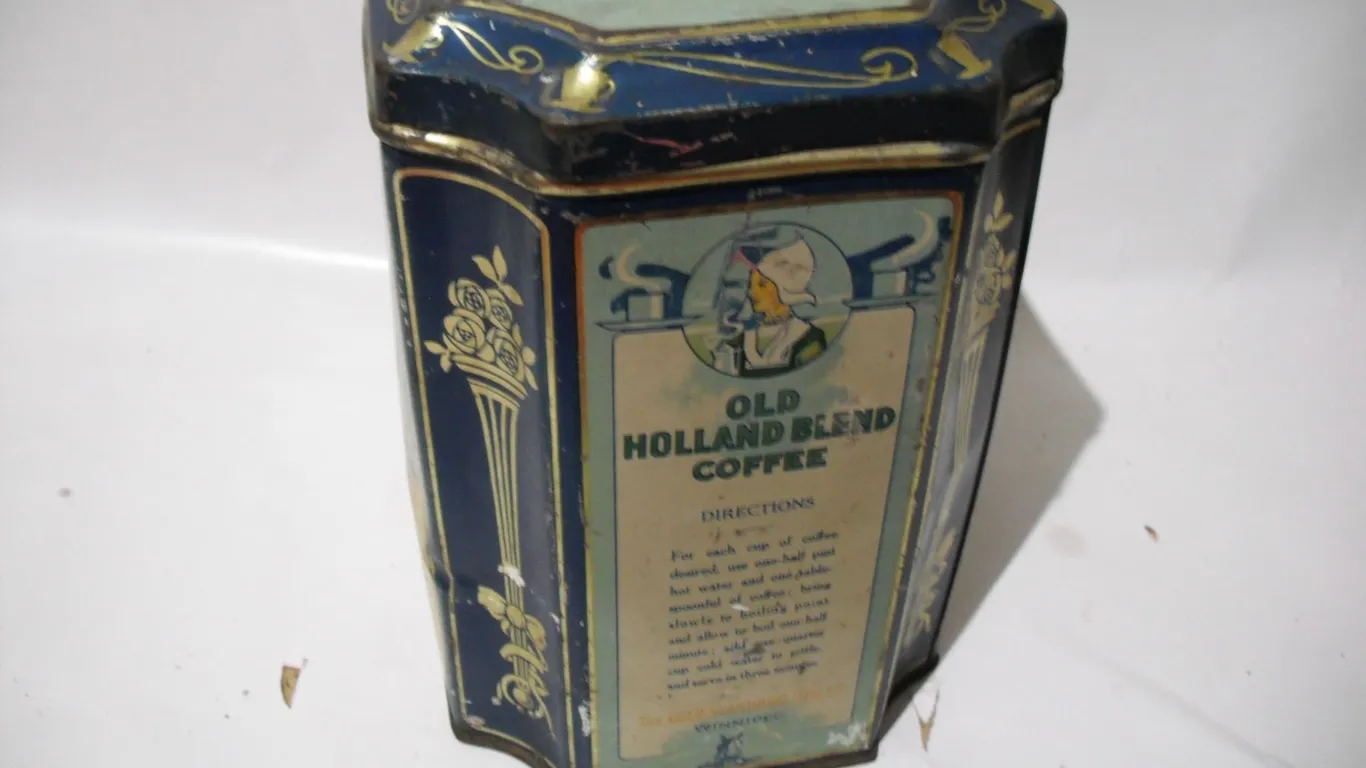 OLD
HOLLAND BLEND
COFFEE
DIRECTIONS
For each cup of coffee
desired, use one-half pint
hot water and one table-
spoonful of coffee; bring
slowly to boiling point
and allow to boil one-half
minute; add one-quarter
cup cold water to settle,
and serve in three minutes.
WINNIPEG